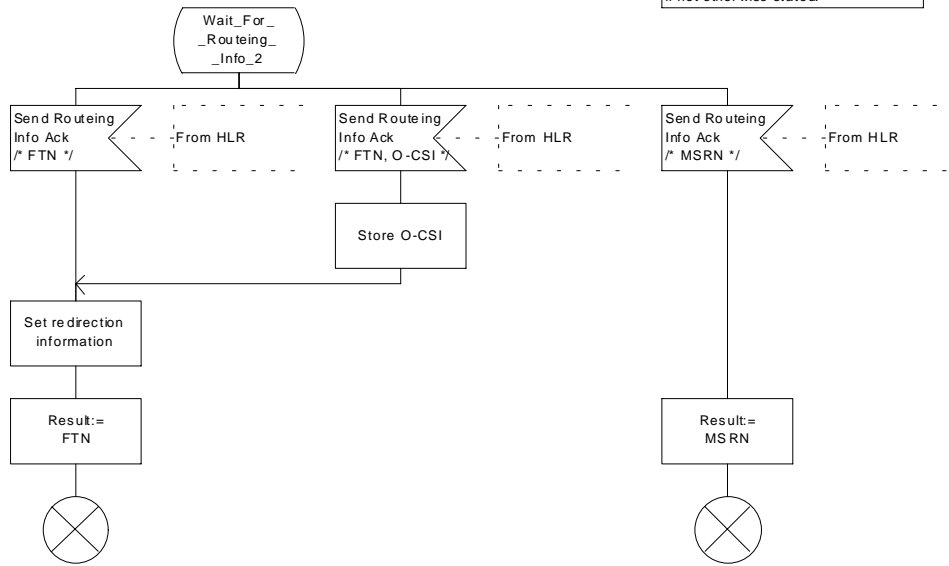 Wait_For_
_Routeing_
_Info_2
Send Routeing
Info Ack
/* FTN */
From HLR
Send Routeing
Info Ack
/* FTN, O-CSI */
From HLR
Send Routeing
Info Ack
/* MSRN */
From HLR
Store O-CSI
Set redirection
information
Result:=
FTN
Result:=
MSRN